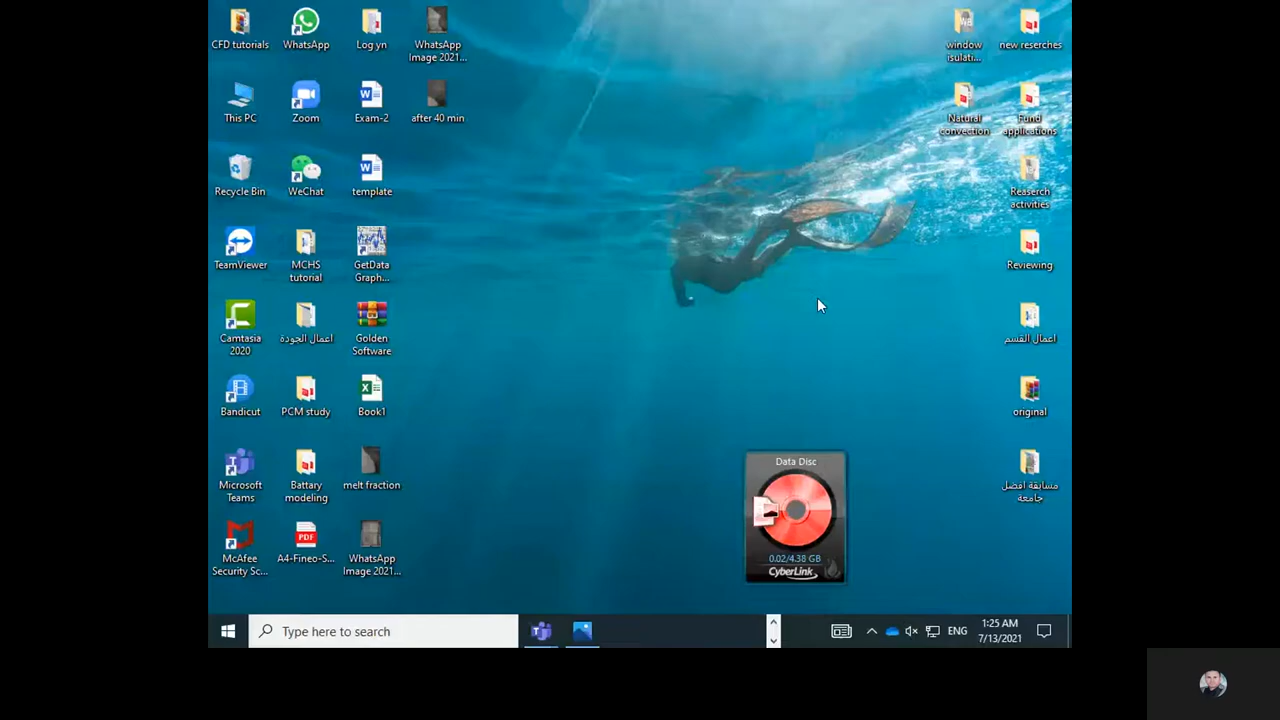 CFD tutorials
WhatsApp
Log yn
WhatsApp
Image 2021...
window
isulati...
new reserches
This PC
Zoom
Exam-2
after 40 min
Natural
convection
Fund
applications
Recycle Bin
WeChat
template
Reaserch
activities
TeamViewer
MCHS
tutorial
GetData
Graph...
Reviewing
Camtasia
2020
اعمال الجودة
Golden
Software
اعمال القسم
Bandicut
PCM study
Book1
original
Microsoft
Teams
Battary
modeling
melt fraction
Data Disc
مسابقة افضل
جامعة
McAfee
Security Sc...
PDF
A4-Fineo-S...
WhatsApp
Image 2021...
0.02/4.38 GB
CyberLink
Type here to search
ENG
1:25 AM
7/13/2021